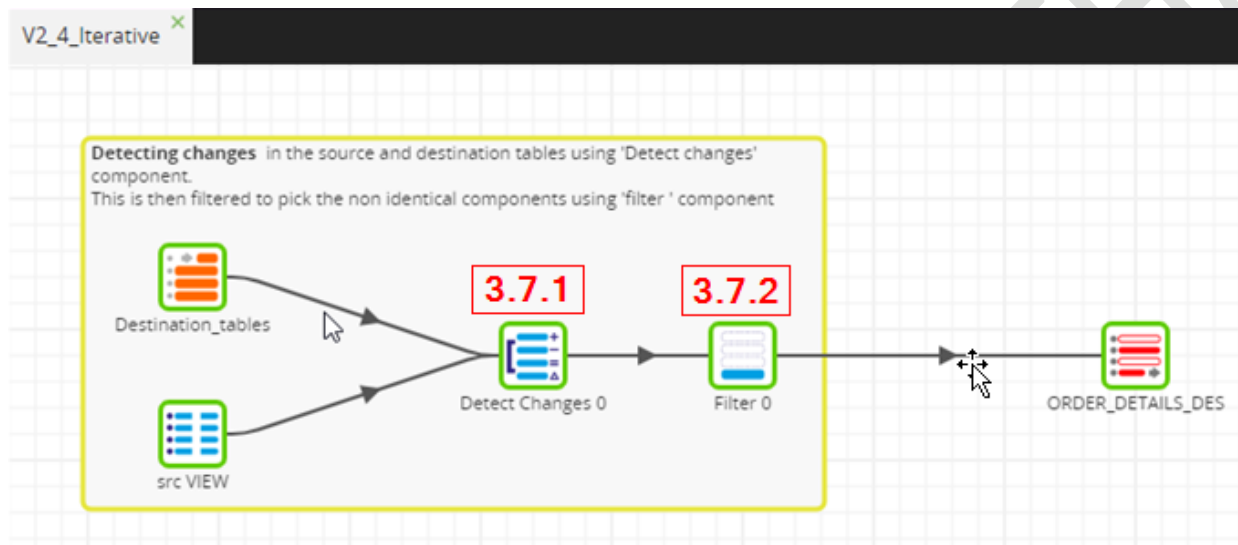 V2_4_Iterative
Detecting changes in the source and destination tables using 'Detect changes'
component.
This is then filtered to pick the non identical components using 'filter ' component
3.7.1
3.7.2
Destination_tables
Detect Changes 0
Filter 0
ORDER_DETAILS_DES
src VIEW